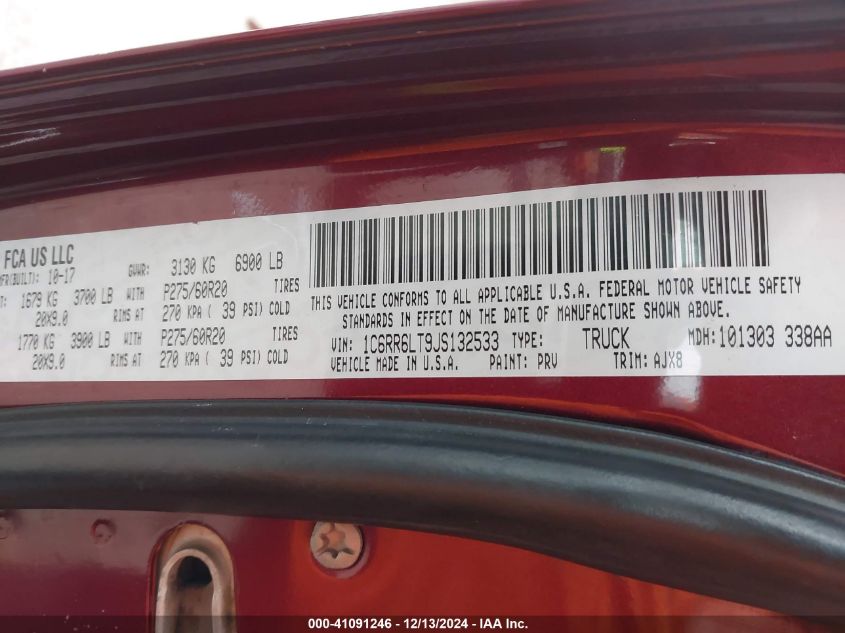 FCA US LLC
MFR(BUILT): 10-17 GVWR: 3130 KG 6900 LB
1679 KG 3700 LB WITH P275/60R20 TIRES
20X9.0 RIMS AT 270 KPA ( 39 PSI) COLD
1770 KG 3900 LB WITH P275/60R20 TIRES
20X9.0 RIMS AT 270 KPA ( 39 PSI) COLD
THIS VEHICLE CONFORMS TO ALL APPLICABLE U.S.A. FEDERAL MOTOR VEHICLE SAFETY
STANDARDS IN EFFECT ON THE DATE OF MANUFACTURE SHOWN ABOVE.
VIN: 1C6RR6LT9JS132533 TYPE: TRUCK MDH: 101303 338AA
VEHICLE MADE IN U.S.A. PAINT: PRV TRIM: AJX8
000-41091246 - 12/13/2024 - IAA Inc.